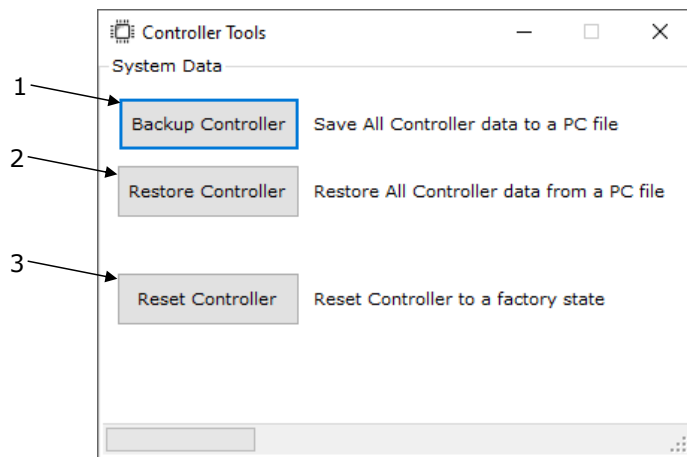 Controller Tools
System Data
1
Backup Controller Save All Controller data to a PC file
2
Restore Controller Restore All Controller data from a PC file
3
Reset Controller Reset Controller to a factory state